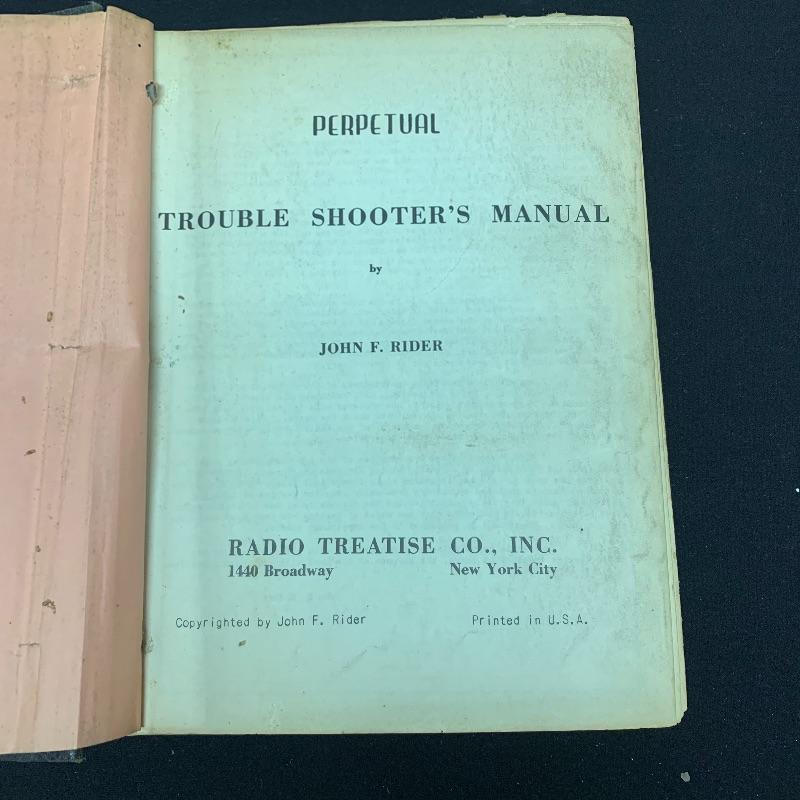 PERPETUAL
TROUBLE SHOOTER'S MANUAL
by
JOHN F. RIDER
RADIO TREATISE CO., INC.
1440 Broadway New York City
Copyrighted by John F. Rider Printed in U.S.A.